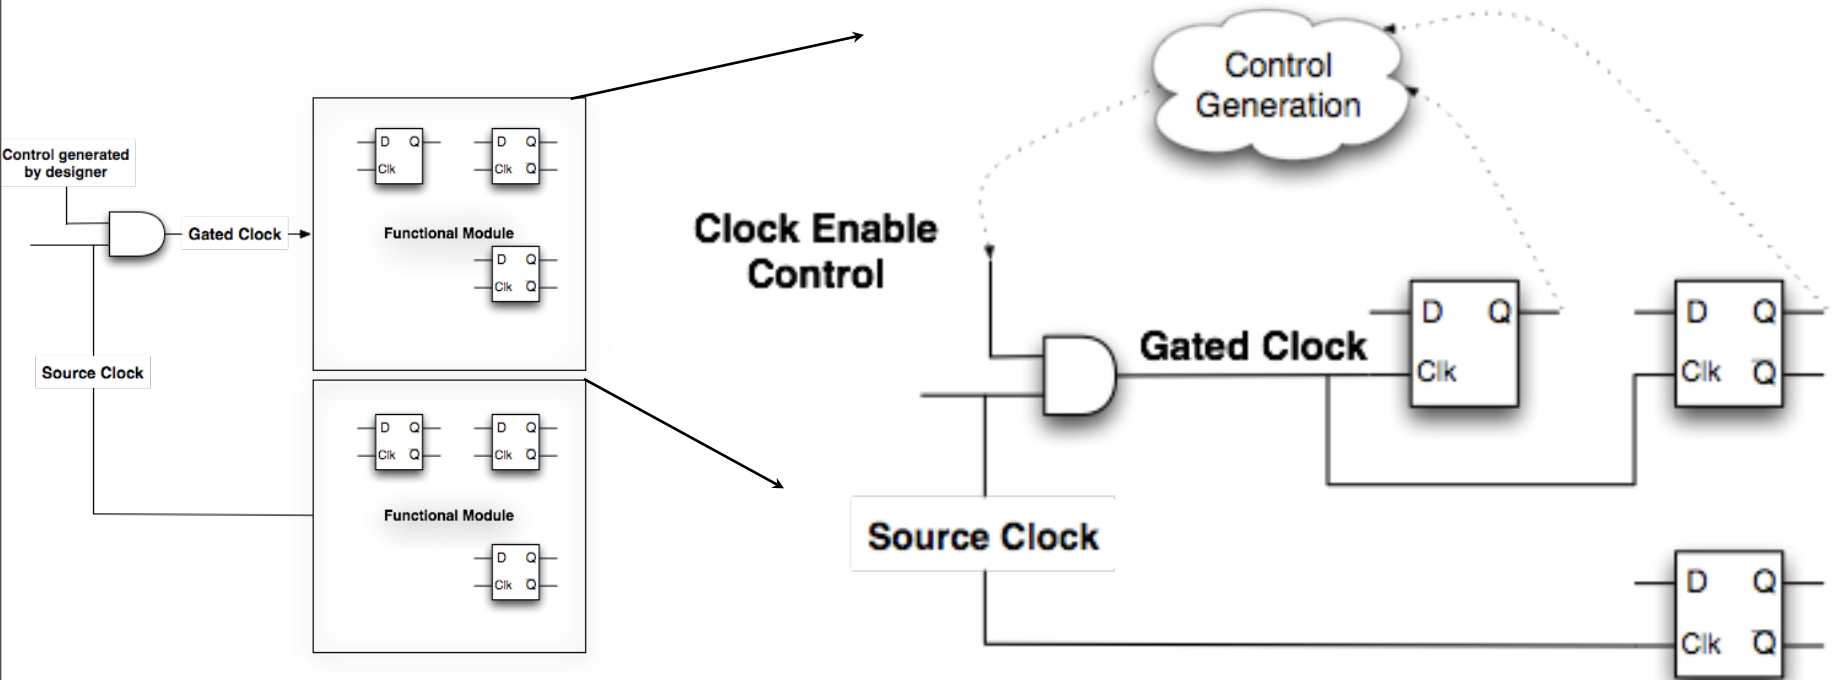 Control generated
by designer
Gated Clock
Source Clock
D Q
Clk
D Q
Clk Q
Functional Module
D Q
Clk Q
D Q
Clk Q
D Q
Clk Q
Functional Module
D Q
Clk Q
Control
Generation
Clock Enable
Control
Gated Clock
D Q
Clk
D Q
Clk Q̅
Source Clock
D Q
Clk Q̅